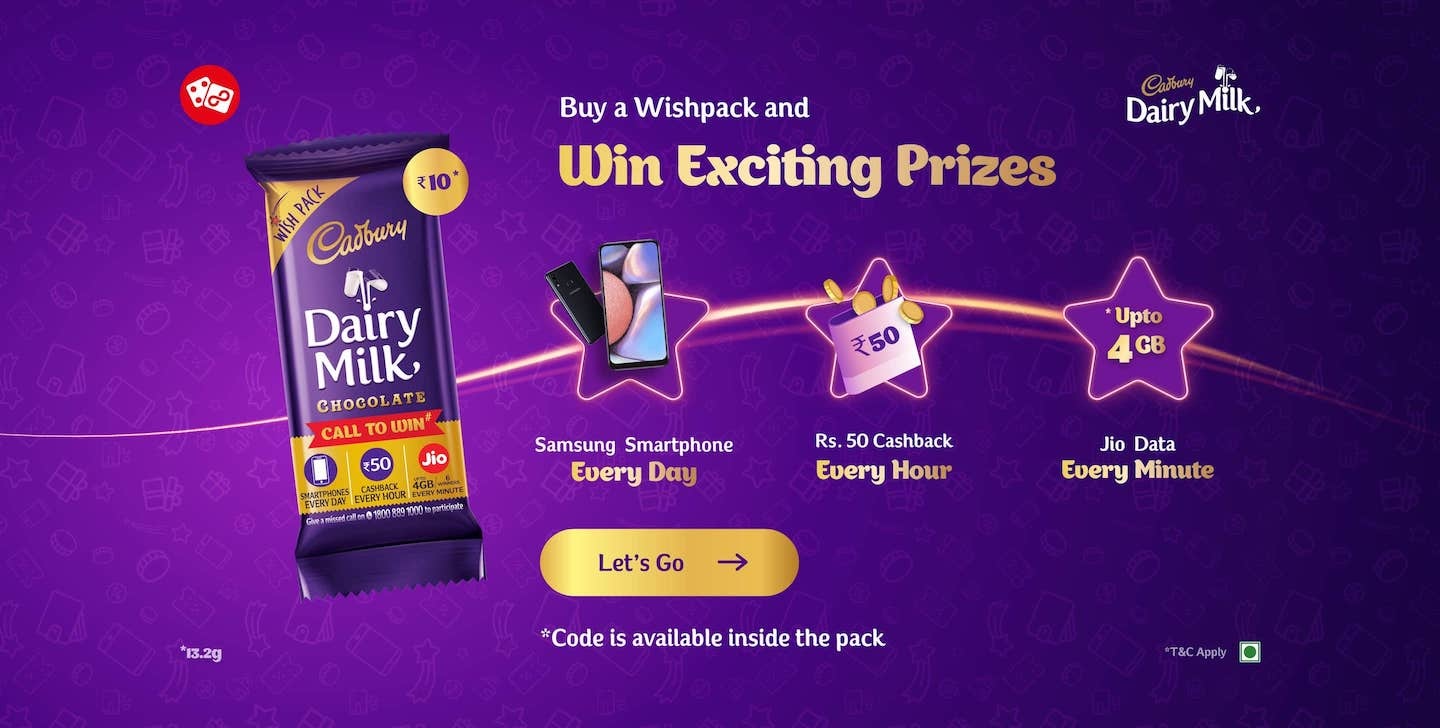 Buy a Wishpack and
Win Exciting Prizes
Cadbury
Dairy Milk
WISH PACK
₹10*
Cadbury
Dairy
Milk
CHOCOLATE
CALL TO WIN#
SMARTPHONES
EVERY DAY
₹50
CASHBACK
EVERY HOUR
Jio
UPTO
4GB
6
WINNERS
EVERY MINUTE
Give a missed call on 1800 889 1000 to participate
SAMSUNG
₹50
*Upto
4GB
Samsung Smartphone
Every Day
Rs. 50 Cashback
Every Hour
Jio Data
Every Minute
Let's Go →
*Code is available inside the pack
*13.2g
*T&C Apply